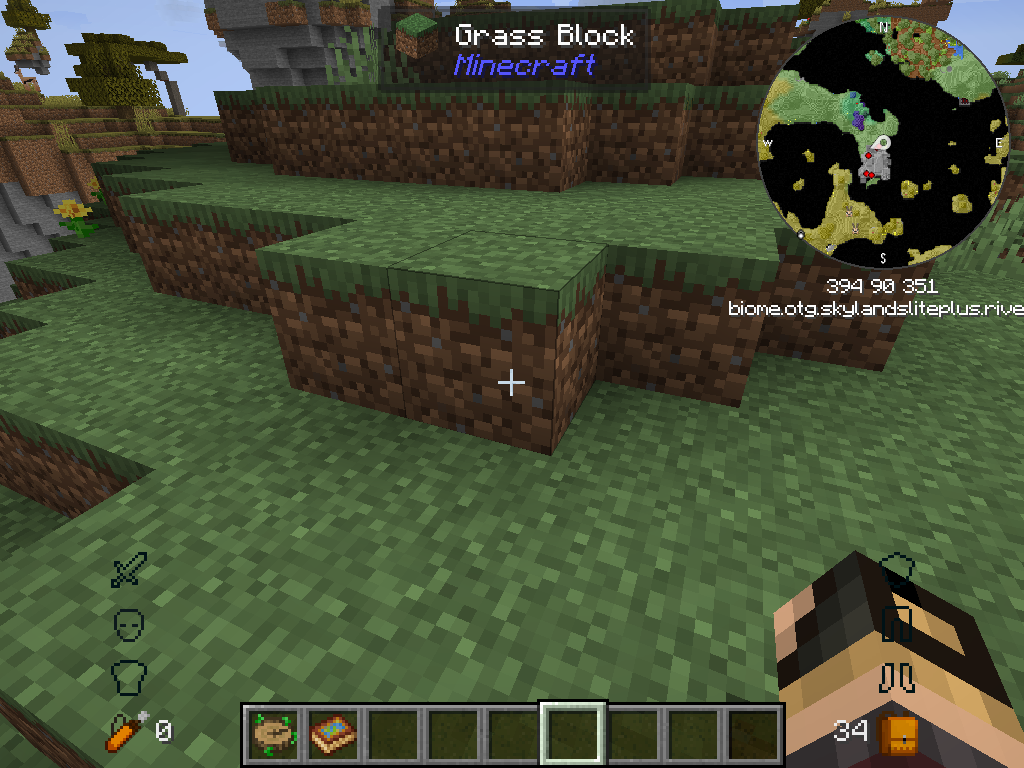 Grass Block
Minecraft
N
W
E
S
394 90 351
biome.otg.skylandsliteplus.rive
0
34